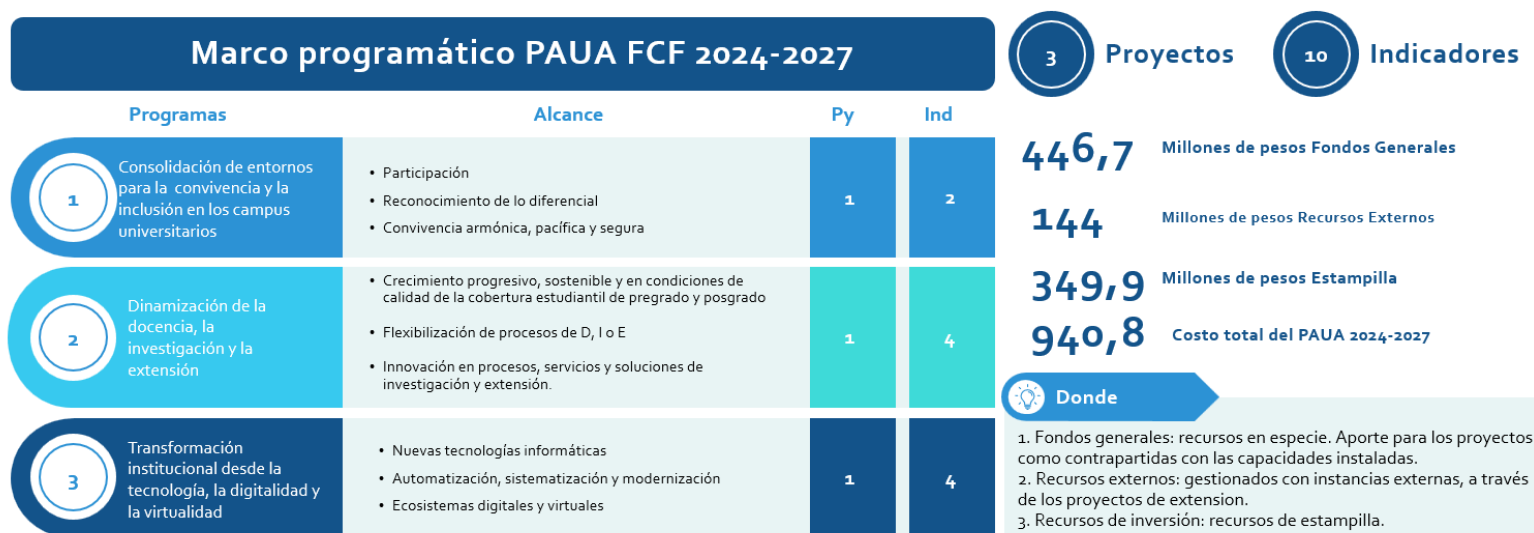 Marco programático PAUA FCF 2024-2027
Programas
Alcance
Py
Ind
1
Consolidación de entornos
para la convivencia y la
inclusión en los campus
universitarios
• Participación
• Reconocimiento de lo diferencial
• Convivencia armónica, pacífica y segura
1
2
2
Dinamización de la
docencia, la
investigación y la
extensión
• Crecimiento progresivo, sostenible y en condiciones de
calidad de la cobertura estudiantil de pregrado y posgrado
• Flexibilización de procesos de D, I o E
• Innovación en procesos, servicios y soluciones de
investigación y extensión.
1
4
3
Transformación
institucional desde la
tecnología, la digitalidad y
la virtualidad
• Nuevas tecnologías informáticas
• Automatización, sistematización y modernización
• Ecosistemas digitales y virtuales
1
4
3
Proyectos
10
Indicadores
446,7 Millones de pesos Fondos Generales
144 Millones de pesos Recursos Externos
349,9 Millones de pesos Estampilla
940,8 Costo total del PAUA 2024-2027
Donde
1. Fondos generales: recursos en especie. Aporte para los proyectos
como contrapartidas con las capacidades instaladas.
2. Recursos externos: gestionados con instancias externas, a través
de los proyectos de extension.
3. Recursos de inversión: recursos de estampilla.